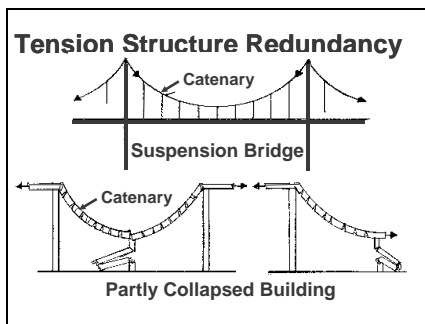 Tension Structure Redundancy
Catenary
Suspension Bridge
Catenary
Partly Collapsed Building